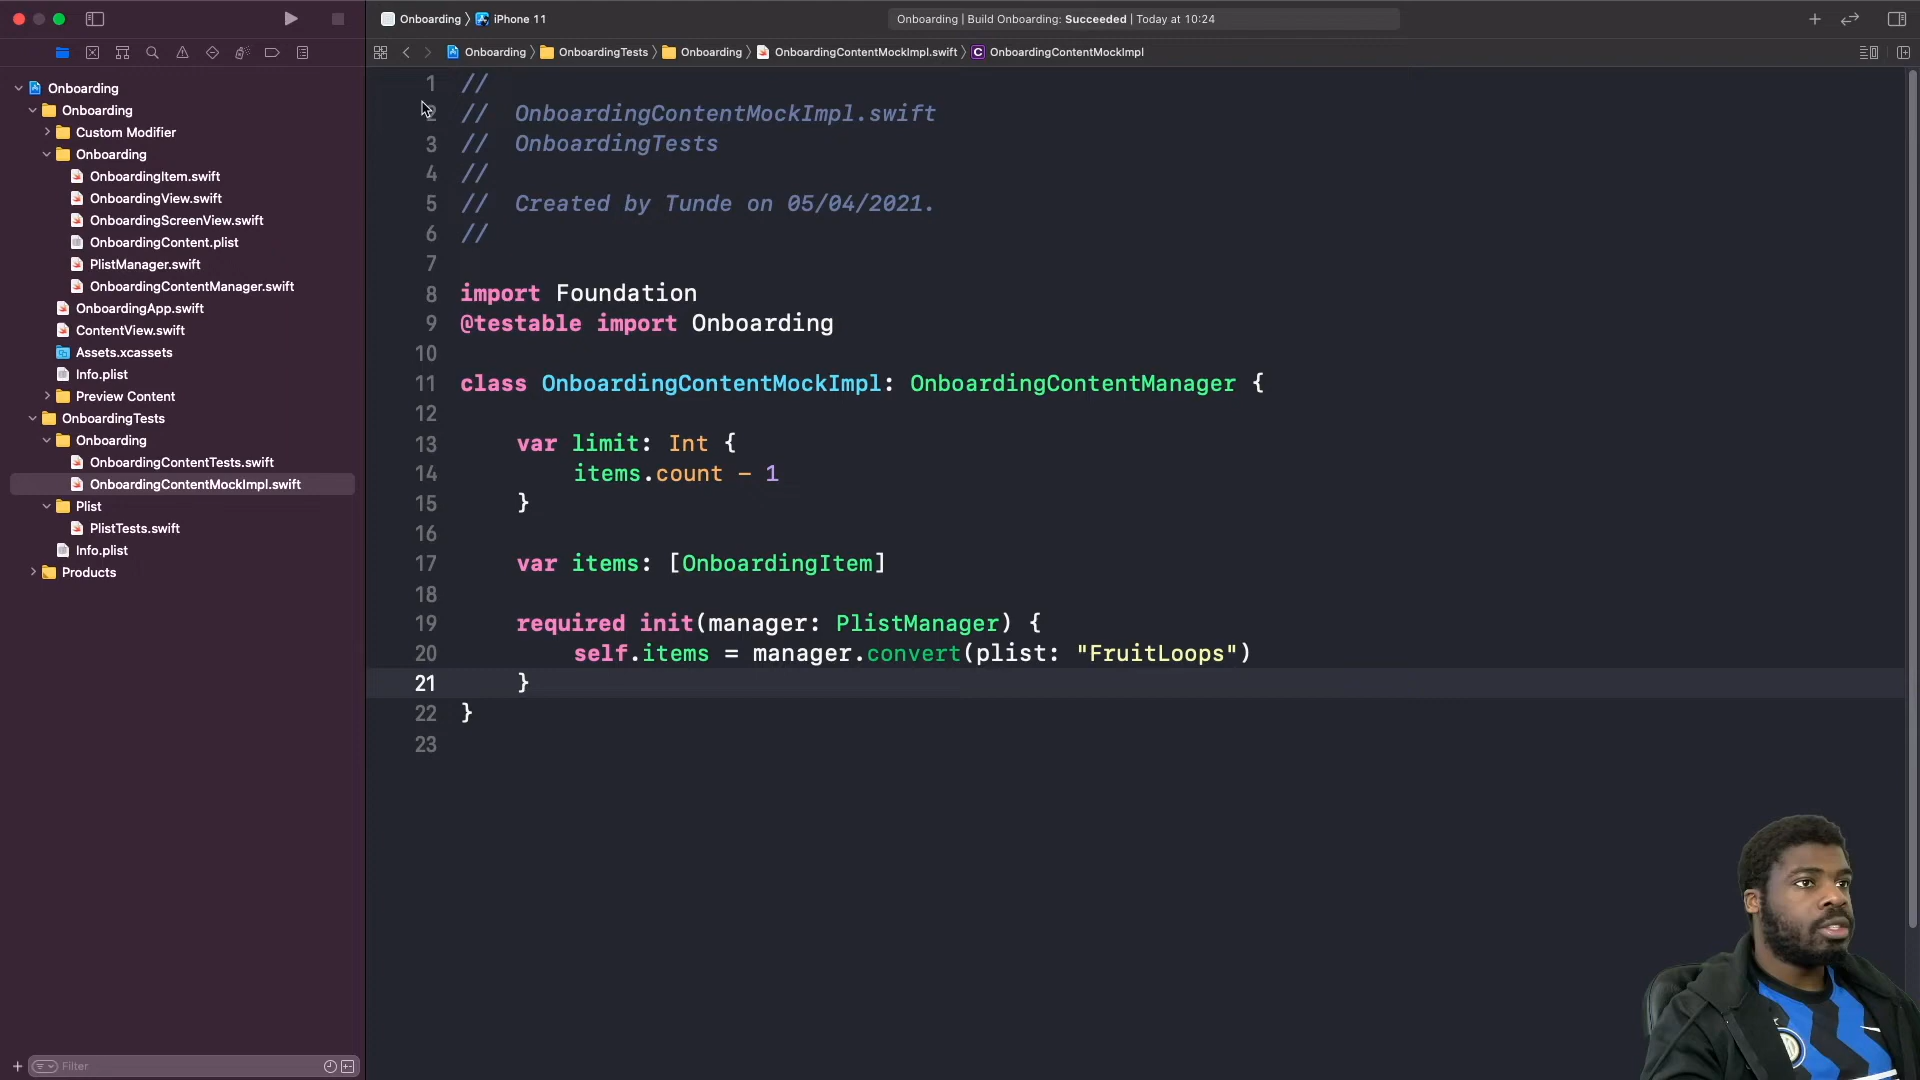 Onboarding 〉 iPhone 11
Onboarding | Build Onboarding: Succeeded | Today at 10:24
Onboarding 〉 OnboardingTests 〉 Onboarding 〉 OnboardingContentMockImpl.swift 〉 C OnboardingContentMockImpl
Onboarding
Onboarding
Custom Modifier
Onboarding
OnboardingItem.swift
OnboardingView.swift
OnboardingScreenView.swift
OnboardingContent.plist
PlistManager.swift
OnboardingContentManager.swift
OnboardingApp.swift
ContentView.swift
Assets.xcassets
Info.plist
Preview Content
OnboardingTests
Onboarding
OnboardingContentTests.swift
OnboardingContentMockImpl.swift
Plist
PlistTests.swift
Info.plist
Products
Filter
1 //
2 // OnboardingContentMockImpl.swift
3 // OnboardingTests
4 //
5 // Created by Tunde on 05/04/2021.
6 //
7
8 import Foundation
9 @testable import Onboarding
10
11 class OnboardingContentMockImpl: OnboardingContentManager {
12
13 var limit: Int {
14 items.count - 1
15 }
16
17 var items: [OnboardingItem]
18
19 required init(manager: PlistManager) {
20 self.items = manager.convert(plist: "FruitLoops")
21 }
22 }
23